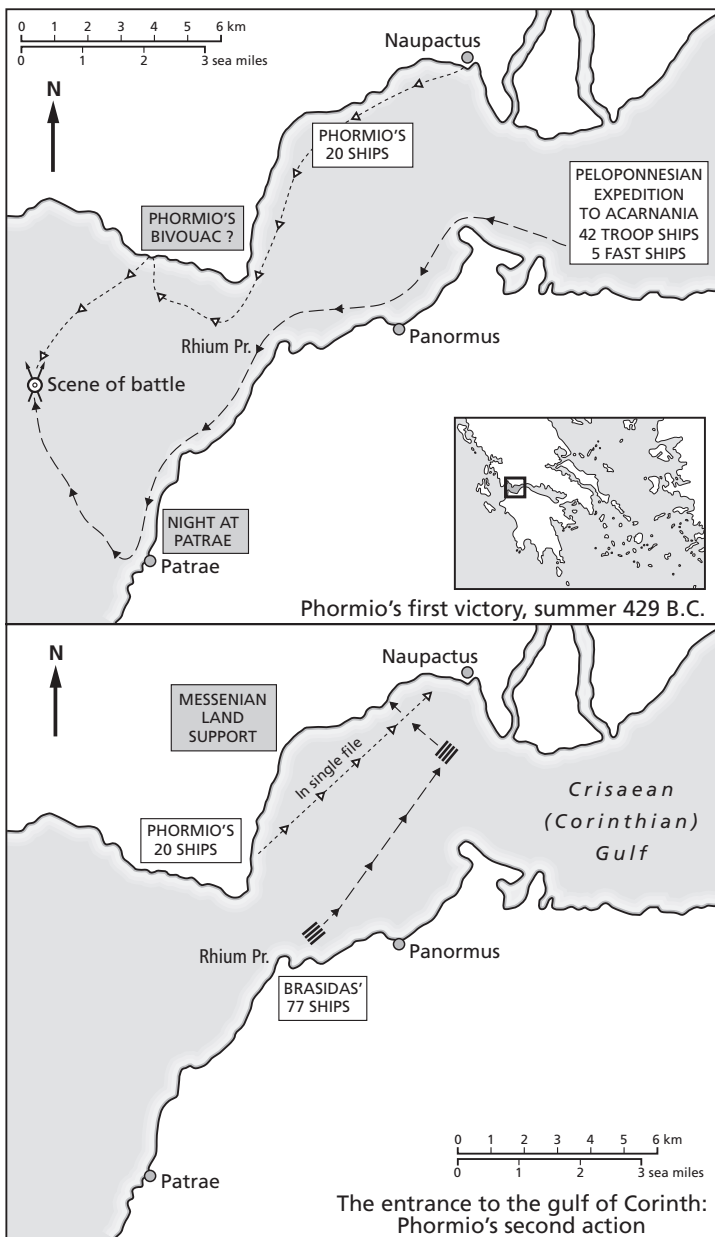 0 1 2 3 4 5 6 km
0 1 2 3 sea miles
Naupactus
N
PHORMIO'S
20 SHIPS
PELOPONNESIAN
EXPEDITION
TO ACARNANIA
42 TROOP SHIPS
5 FAST SHIPS
PHORMIO'S
BIVOUAC ?
Rhium Pr.
Panormus
Scene of battle
NIGHT AT
PATRAE
Patrae
Phormio's first victory, summer 429 B.C.
N
Naupactus
MESSENIAN
LAND
SUPPORT
In single file
Crisaean
(Corinthian)
Gulf
PHORMIO'S
20 SHIPS
Rhium Pr.
Panormus
BRASIDAS'
77 SHIPS
0 1 2 3 4 5 6 km
0 1 2 3 sea miles
Patrae
The entrance to the gulf of Corinth:
Phormio's second action